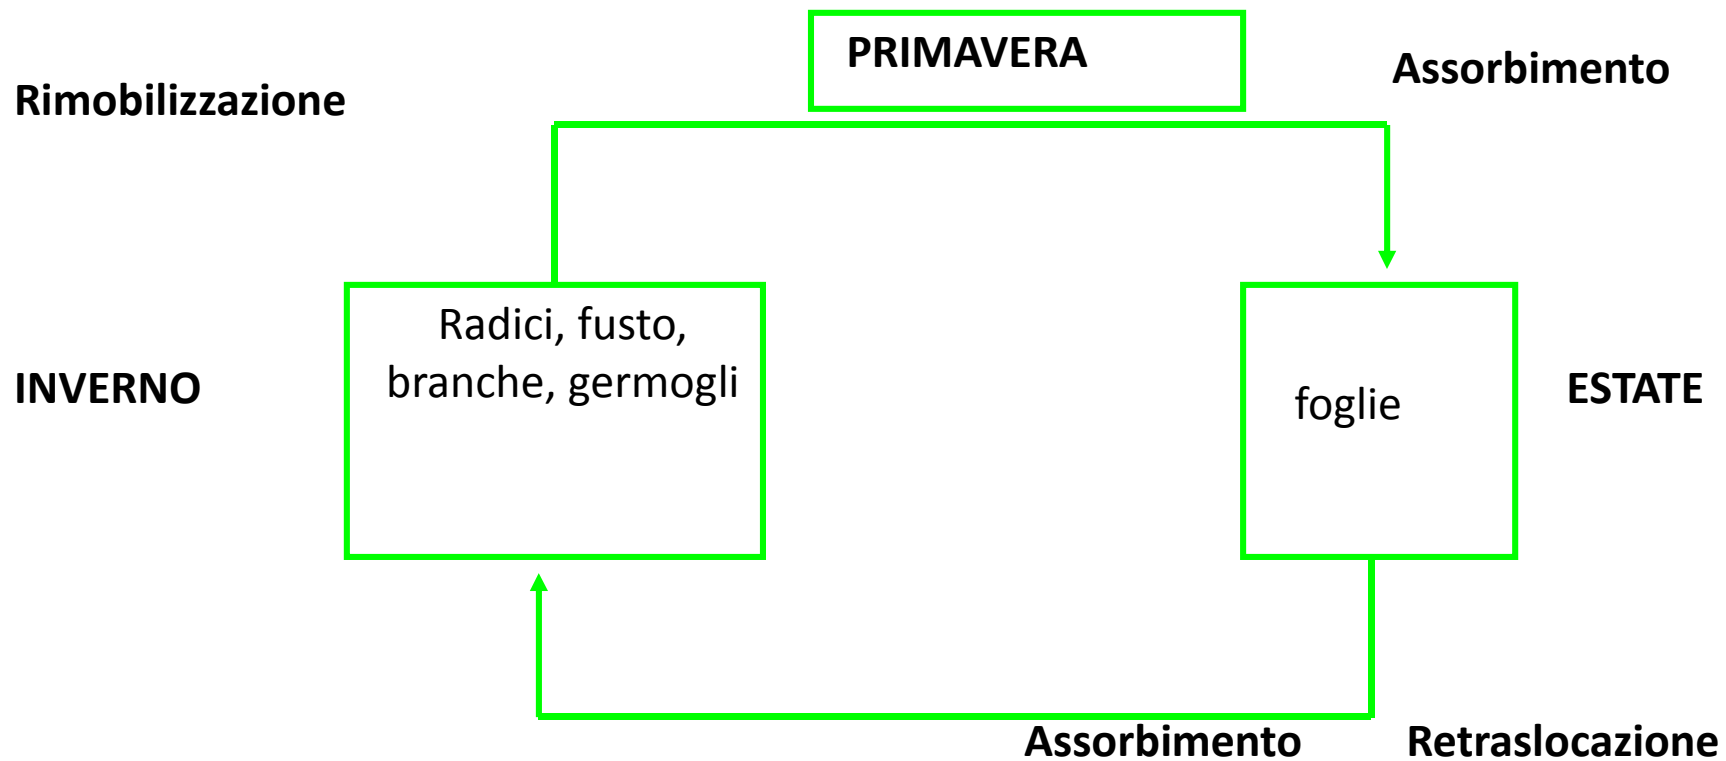 PRIMAVERA
Assorbimento
Rimobilizzazione
Radici, fusto,
branche, germogli
INVERNO
foglie
ESTATE
Assorbimento
Retraslocazione